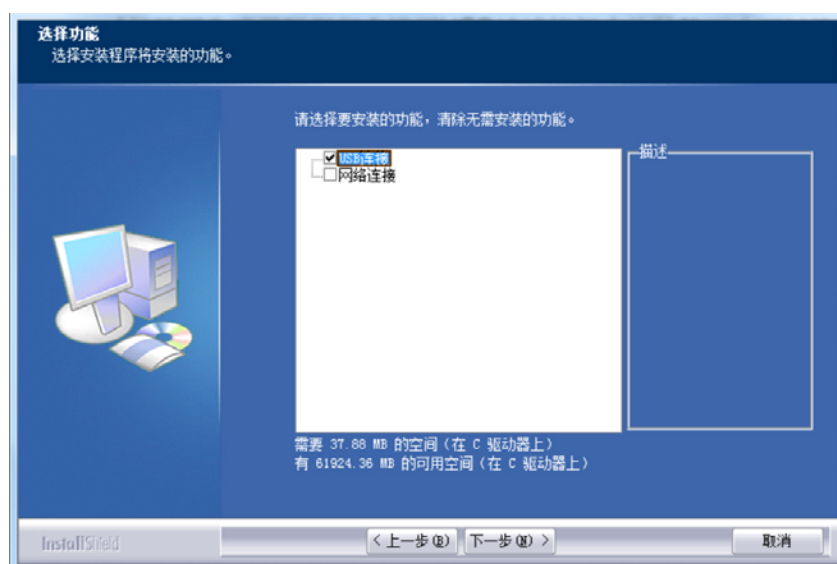 选择功能
选择安装程序将安装的功能。
请选择要安装的功能，清除无需安装的功能。
描述
USB连接
网络连接
需要 37.88 MB 的空间（在 C 驱动器上）
有 61924.36 MB 的可用空间（在 C 驱动器上）
InstallShield
< 上一步(B)
下一步(N) >
取消